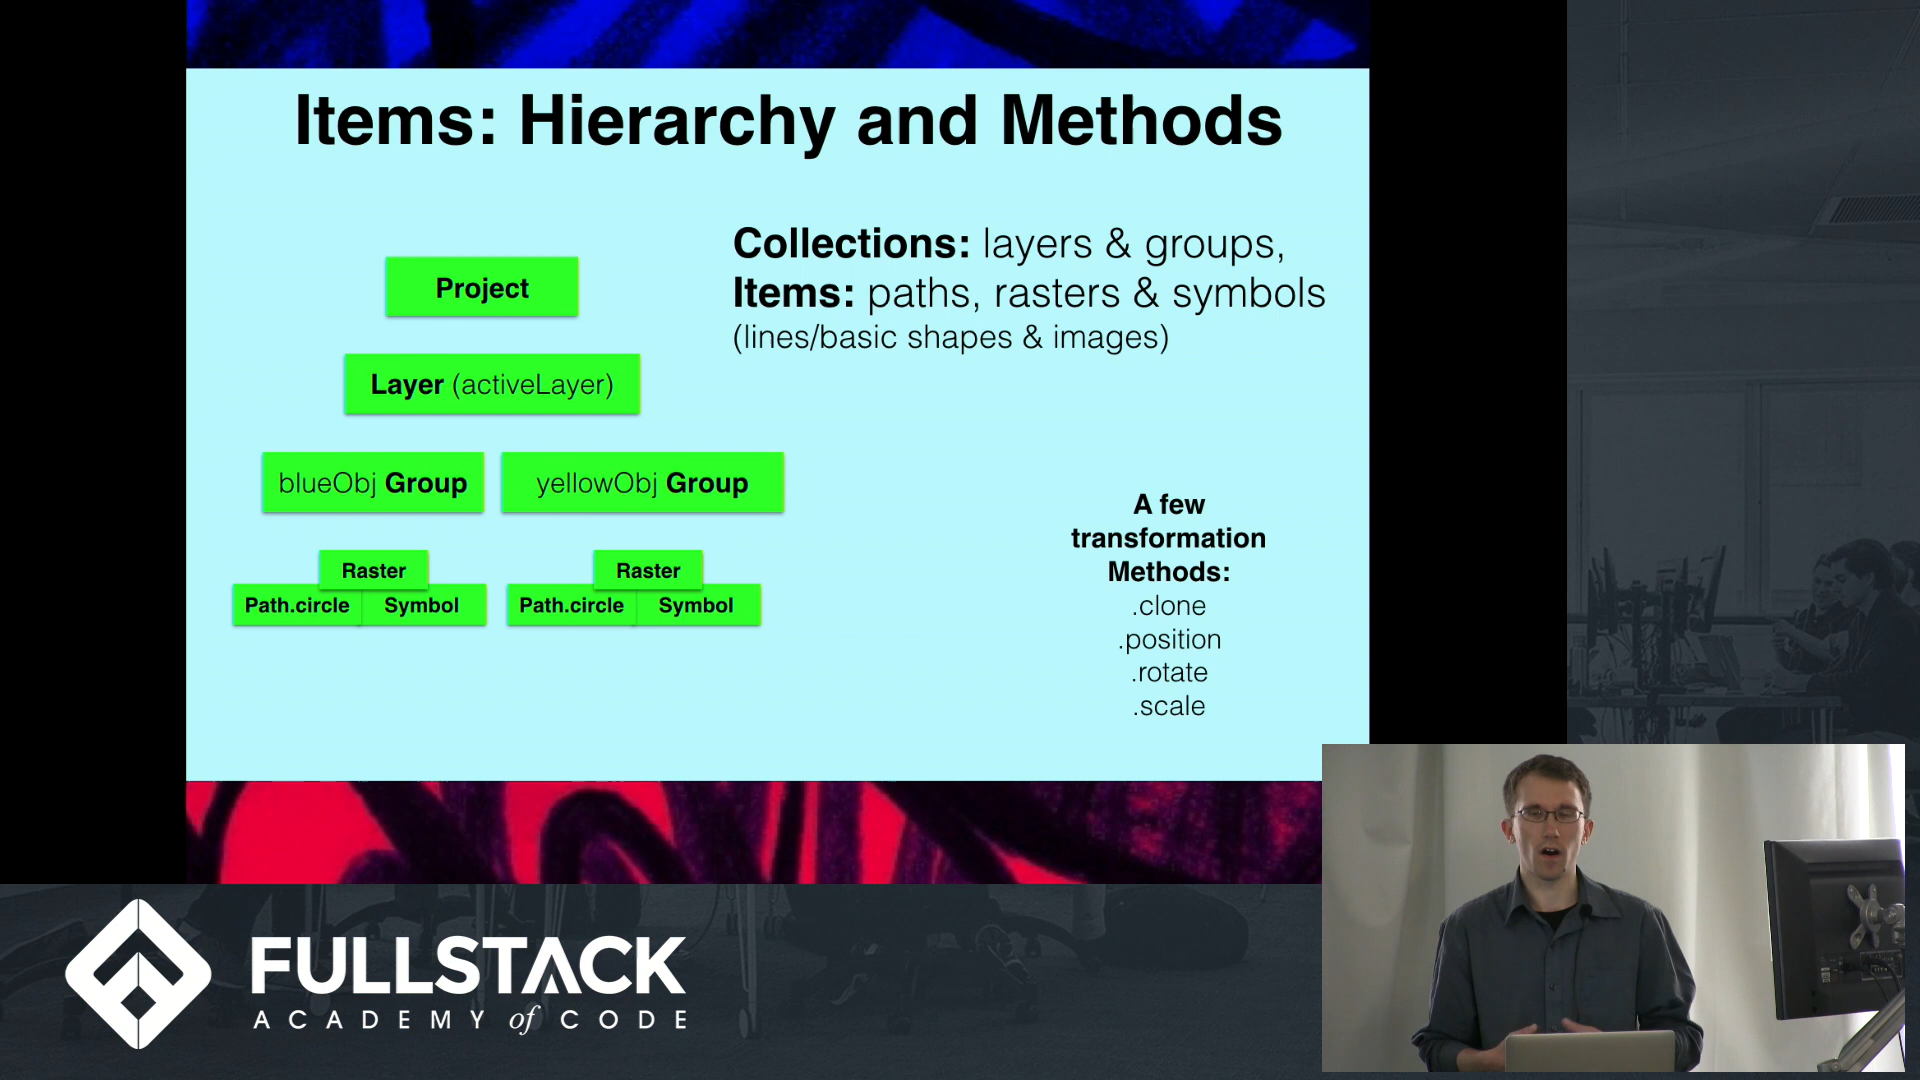 Items: Hierarchy and Methods
Collections: layers & groups,
Items: paths, rasters & symbols
(lines/basic shapes & images)
Project
Layer (activeLayer)
blueObj Group
yellowObj Group
Raster
Path.circle
Symbol
Raster
Path.circle
Symbol
A few
transformation
Methods:
.clone
.position
.rotate
.scale
FULLSTACK
ACADEMY of CODE